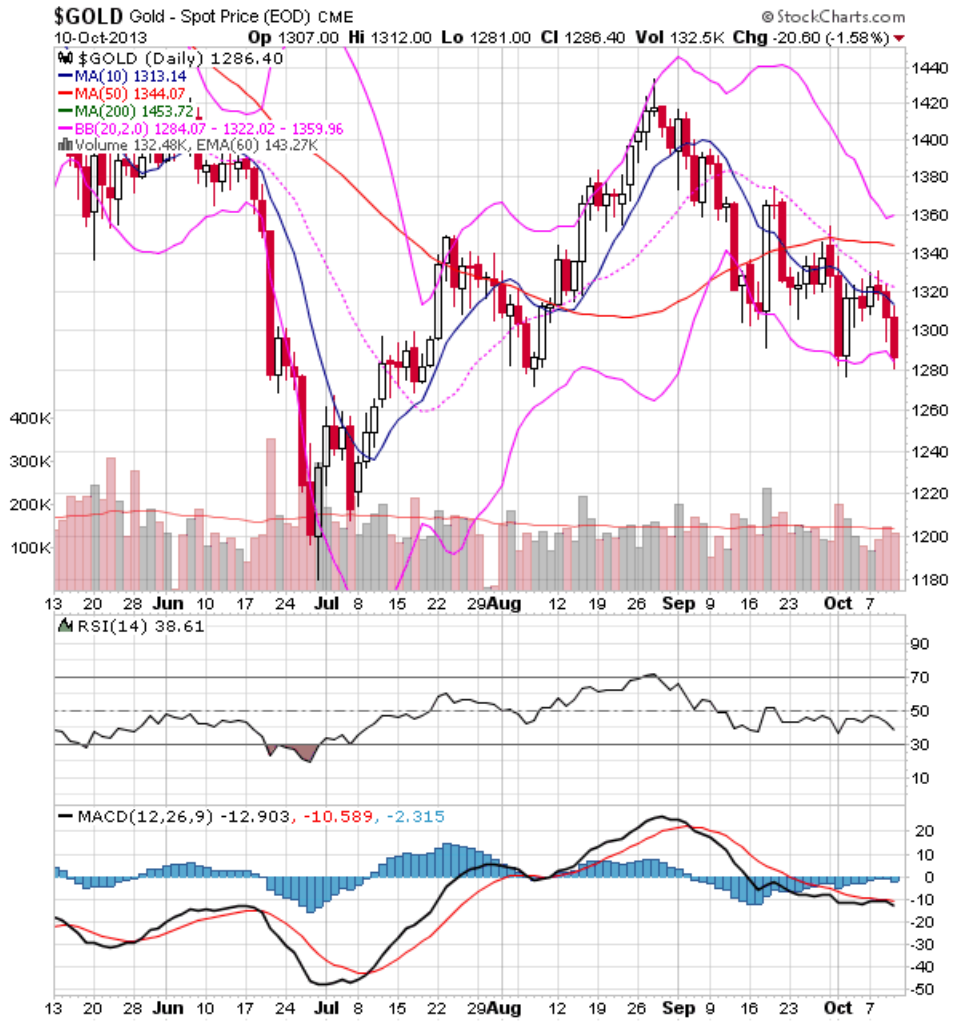 $GOLD Gold - Spot Price (EOD) CME © StockCharts.com
10-Oct-2013 Op 1307.00 Hi 1312.00 Lo 1281.00 Cl 1286.40 Vol 132.5K Chg -20.60 (-1.58%)
$GOLD (Daily) 1286.40
MA(10) 1313.14
MA(50) 1344.07
MA(200) 1453.72
BB(20,2.0) 1284.07 - 1322.02 - 1359.96
Volume 132.48K, EMA(60) 143.27K
1440
1420
1400
1380
1360
1340
1320
1300
1280
1260
1240
1220
1200
1180
400K
300K
200K
100K
13 20 28 Jun 10 17 24 Jul 8 15 22 29 Aug 12 19 26 Sep 9 16 23 Oct 7
RSI(14) 38.61
90
70
50
30
10
MACD(12,26,9) -12.903, -10.589, -2.315
20
10
0
-10
-20
-30
-40
-50
13 20 28 Jun 10 17 24 Jul 8 15 22 29 Aug 12 19 26 Sep 9 16 23 Oct 7